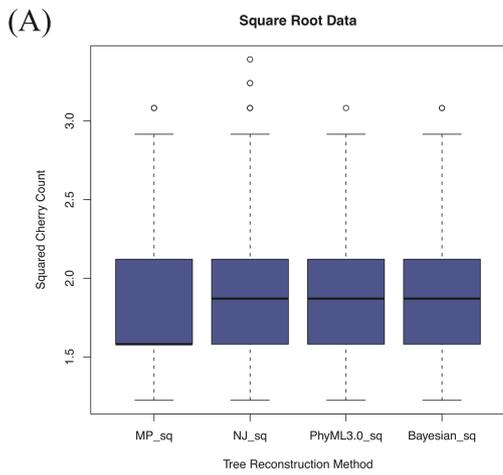 (A)
Square Root Data
Squared Cherry Count
3.0
2.5
2.0
1.5
MP_sq NJ_sq PhyML3.0_sq Bayesian_sq
Tree Reconstruction Method